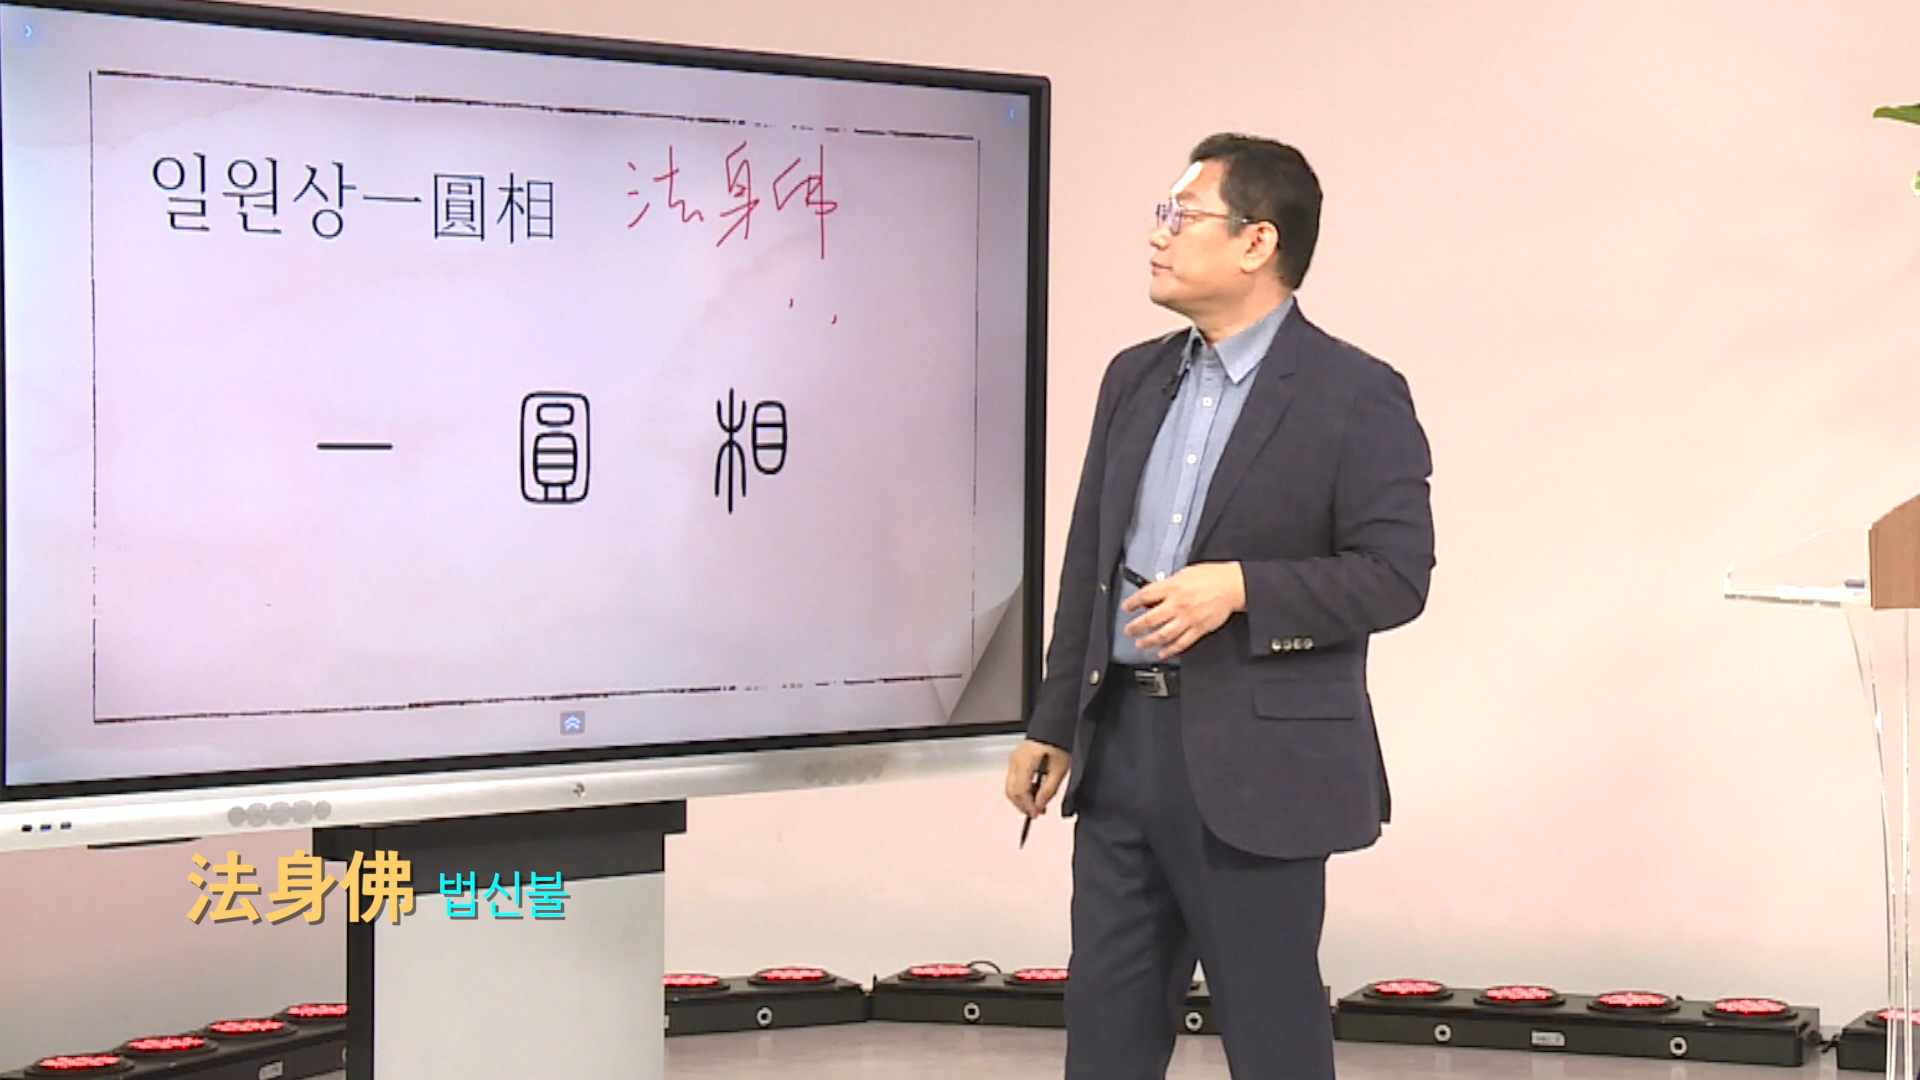 일원상一圓相 法身佛
一 圓 相
法身佛 법신불